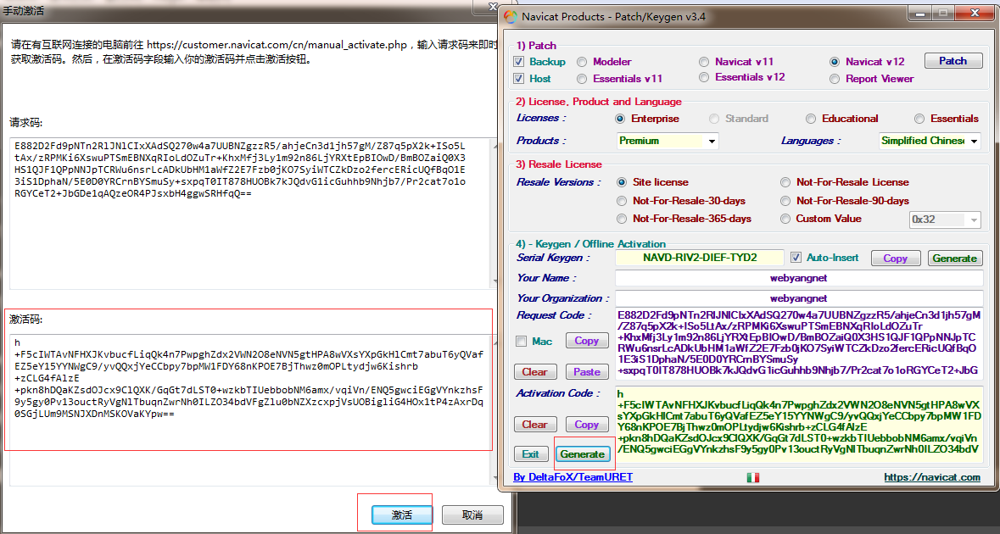 手动激活
请在有互联网连接的电脑前往 https://customer.navicat.com/cn/manual_activate.php，输入请求码来即时
获取激活码。然后，在激活码字段输入你的激活码并点击激活按钮。
请求码:
E882D2Fd9pNTn2RlJNlCIxXAdSQ270w4a7UUBNZgzzR5/ahjeCn3d1jh57gM/Z87q5pX2k+ISo5L
tAx/zRPMKi6XswuPTSmEBNXqRIoLdOZuTr+KhxMfj3Ly1m92n86LjYRXtEpBIOwD/BmBOZaiQ0X3
HS1QJF1QPpNNJpTCRWu6nsrLcADkUbHM1aWfZ2E7Fzb0jKO7SyiWTCZkDzo2fercERicUQfBqO1E
3iS1DphaN/5E0D0YRCrnBYSmuSy+sxpqT0IT878HUOBk7kJQdvG1icGuhhb9Nhjb7/Pr2cat7o1o
RGYCeT2+JbGDe1qAQzeOR4PJsxbH4ggwSRHfqQ==
激活码:
h
+F5cIWTAvNFHXJKvbucfLiqQk4n7PwpghZdx2VWN2O8eNVN5gtHPA8wVXsYXpGkHlCmt7abuT6yQVaf
EZ5eY15YYNWgC9/yvQQxjYeCCbpy7bpMW1FDY68nKPOE7BjThwz0mOPLtydjw6Kishrb
+zCLG4fAlzE
+pkn8hDQaKZsdOJcx9ClQXK/GqGt7dLST0+wzkbTIUebbobNM6amx/vqiVn/ENQ5gwciEGgVYnkzhsF
9y5gy0Pv13ouctRyVgNlTbuqnZwrNh0ILZO34bdVFgZlu0bNZXzcxpjVsUOBigliG4HOx1tP4zAxrDq
0SGjLUm9MSNJXDnMSKOVaKYpw==
激活
取消
Navicat Products - Patch/Keygen v3.4
1) Patch
Backup Modeler Navicat v11 Navicat v12 Patch
Host Essentials v11 Essentials v12 Report Viewer
2) License, Product and Language
Licenses : Enterprise Standard Educational Essentials
Products : Premium Languages : Simplified Chinese
3) Resale License
Resale Versions : Site license Not-For-Resale License
Not-For-Resale-30-days Not-For-Resale-90-days
Not-For-Resale-365-days Custom Value 0x32
4) - Keygen / Offline Activation
Serial Keygen : NAVD-RIV2-DIEF-TYD2 Auto-Insert Copy Generate
Your Name : webyangnet
Your Organization : webyangnet
Request Code :
Mac Copy
Clear Paste
E882D2Fd9pNTn2RlJNlCIxXAdSQ270w4a7UUBNZgzzR5/ahjeCn3d1jh57gM
/Z87q5pX2k+ISo5LtAx/zRPMKi6XswuPTSmEBNXqRIoLdOZuTr
+KhxMfj3Ly1m92n86LjYRXtEpBIOwD/BmBOZaiQ0X3HS1QJF1QPpNNJpTC
RWu6nsrLcADkUbHM1aWfZ2E7Fzb0jKO7SyiWTCZkDzo2fercERicUQfBqO
1E3iS1DphaN/5E0D0YRCrnBYSmuSy
+sxpqT0IT878HUOBk7kJQdvG1icGuhhb9Nhjb7/Pr2cat7o1oRGYCeT2+JbG
Activation Code :
Clear Copy
Exit Generate
h
+F5cIWTAvNFHXJKvbucfLiqQk4n7PwpghZdx2VWN2O8eNVN5gtHPA8wVX
sYXpGkHlCmt7abuT6yQVafEZ5eY15YYNWgC9/yvQQxjYeCCbpy7bpMW1FD
Y68nKPOE7BjThwz0mOPLtydjw6Kishrb+zCLG4fAlzE
+pkn8hDQaKZsdOJcx9ClQXK/GqGt7dLST0+wzkbTIUebbobNM6amx/vqiVn
/ENQ5gwciEGgVYnkzhsF9y5gy0Pv13ouctRyVgNlTbuqnZwrNh0ILZO34bdV
By DeltaFoX/TeamURET
https://navicat.com